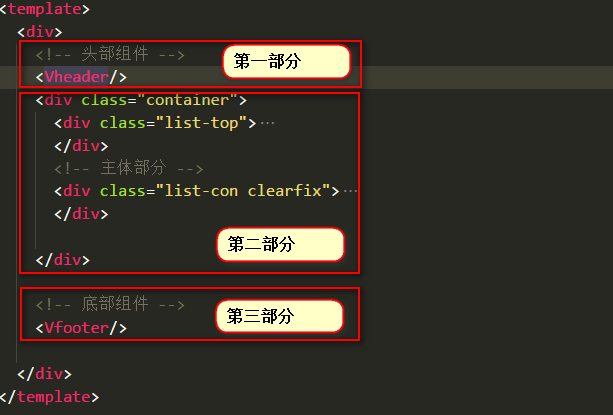 <template>
<div>
<!-- 头部组件 -->
第一部分
<Vheader/>
<div class="container">
<div class="list-top">…
</div>
<!-- 主体部分 -->
<div class="list-con clearfix">…
</div>
第二部分
</div>
<!-- 底部组件 -->
第三部分
<Vfooter/>
</div>
</template>